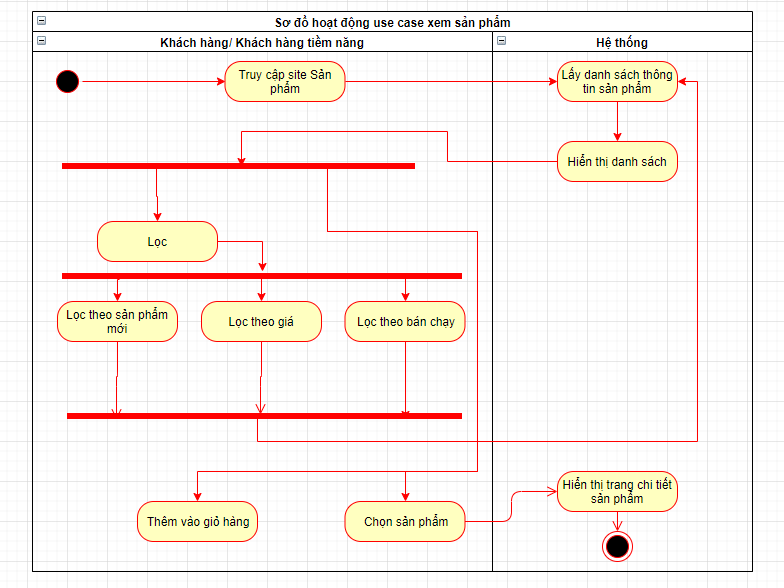 Sơ đồ hoạt động use case xem sản phẩm
Khách hàng/ Khách hàng tiềm năng
Hệ thống
Truy cập site Sản
phẩm
Lấy danh sách thông
tin sản phẩm
Hiển thị danh sách
Lọc
Lọc theo sản phẩm
mới
Lọc theo giá
Lọc theo bán chạy
Hiển thị trang chi tiết
sản phẩm
Thêm vào giỏ hàng
Chọn sản phẩm